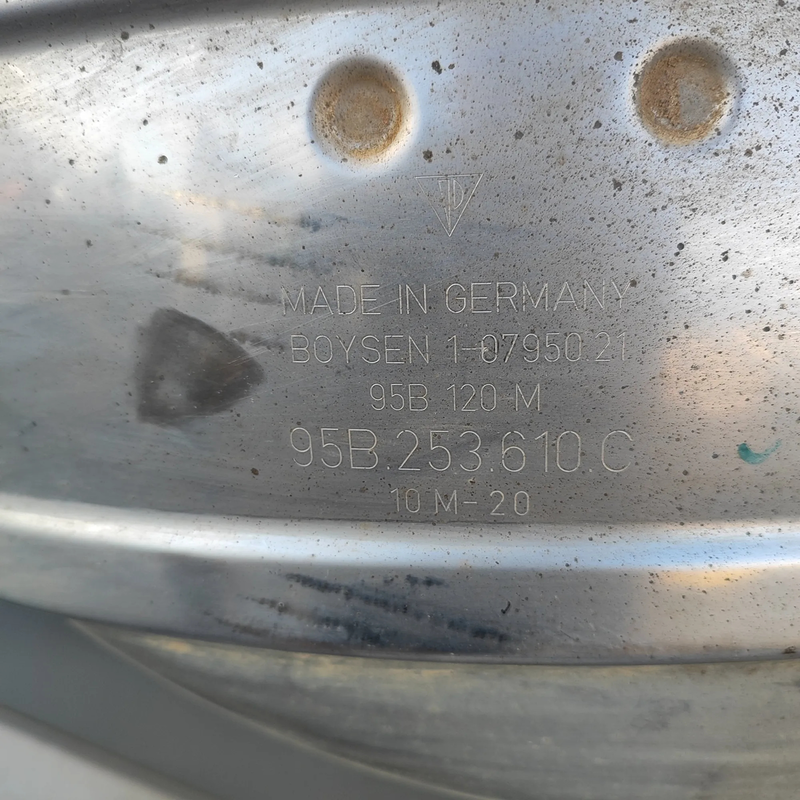 MADE IN GERMANY
BOYSEN 1-07950.21
95B 120 M
95B.253.610.C
10 M-20